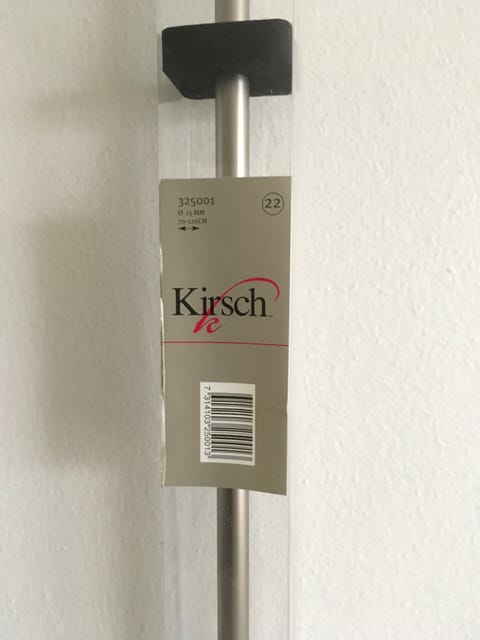 325001
Ø 13 MM
70-120CM
22
Kirsch
k
7 314103 250013